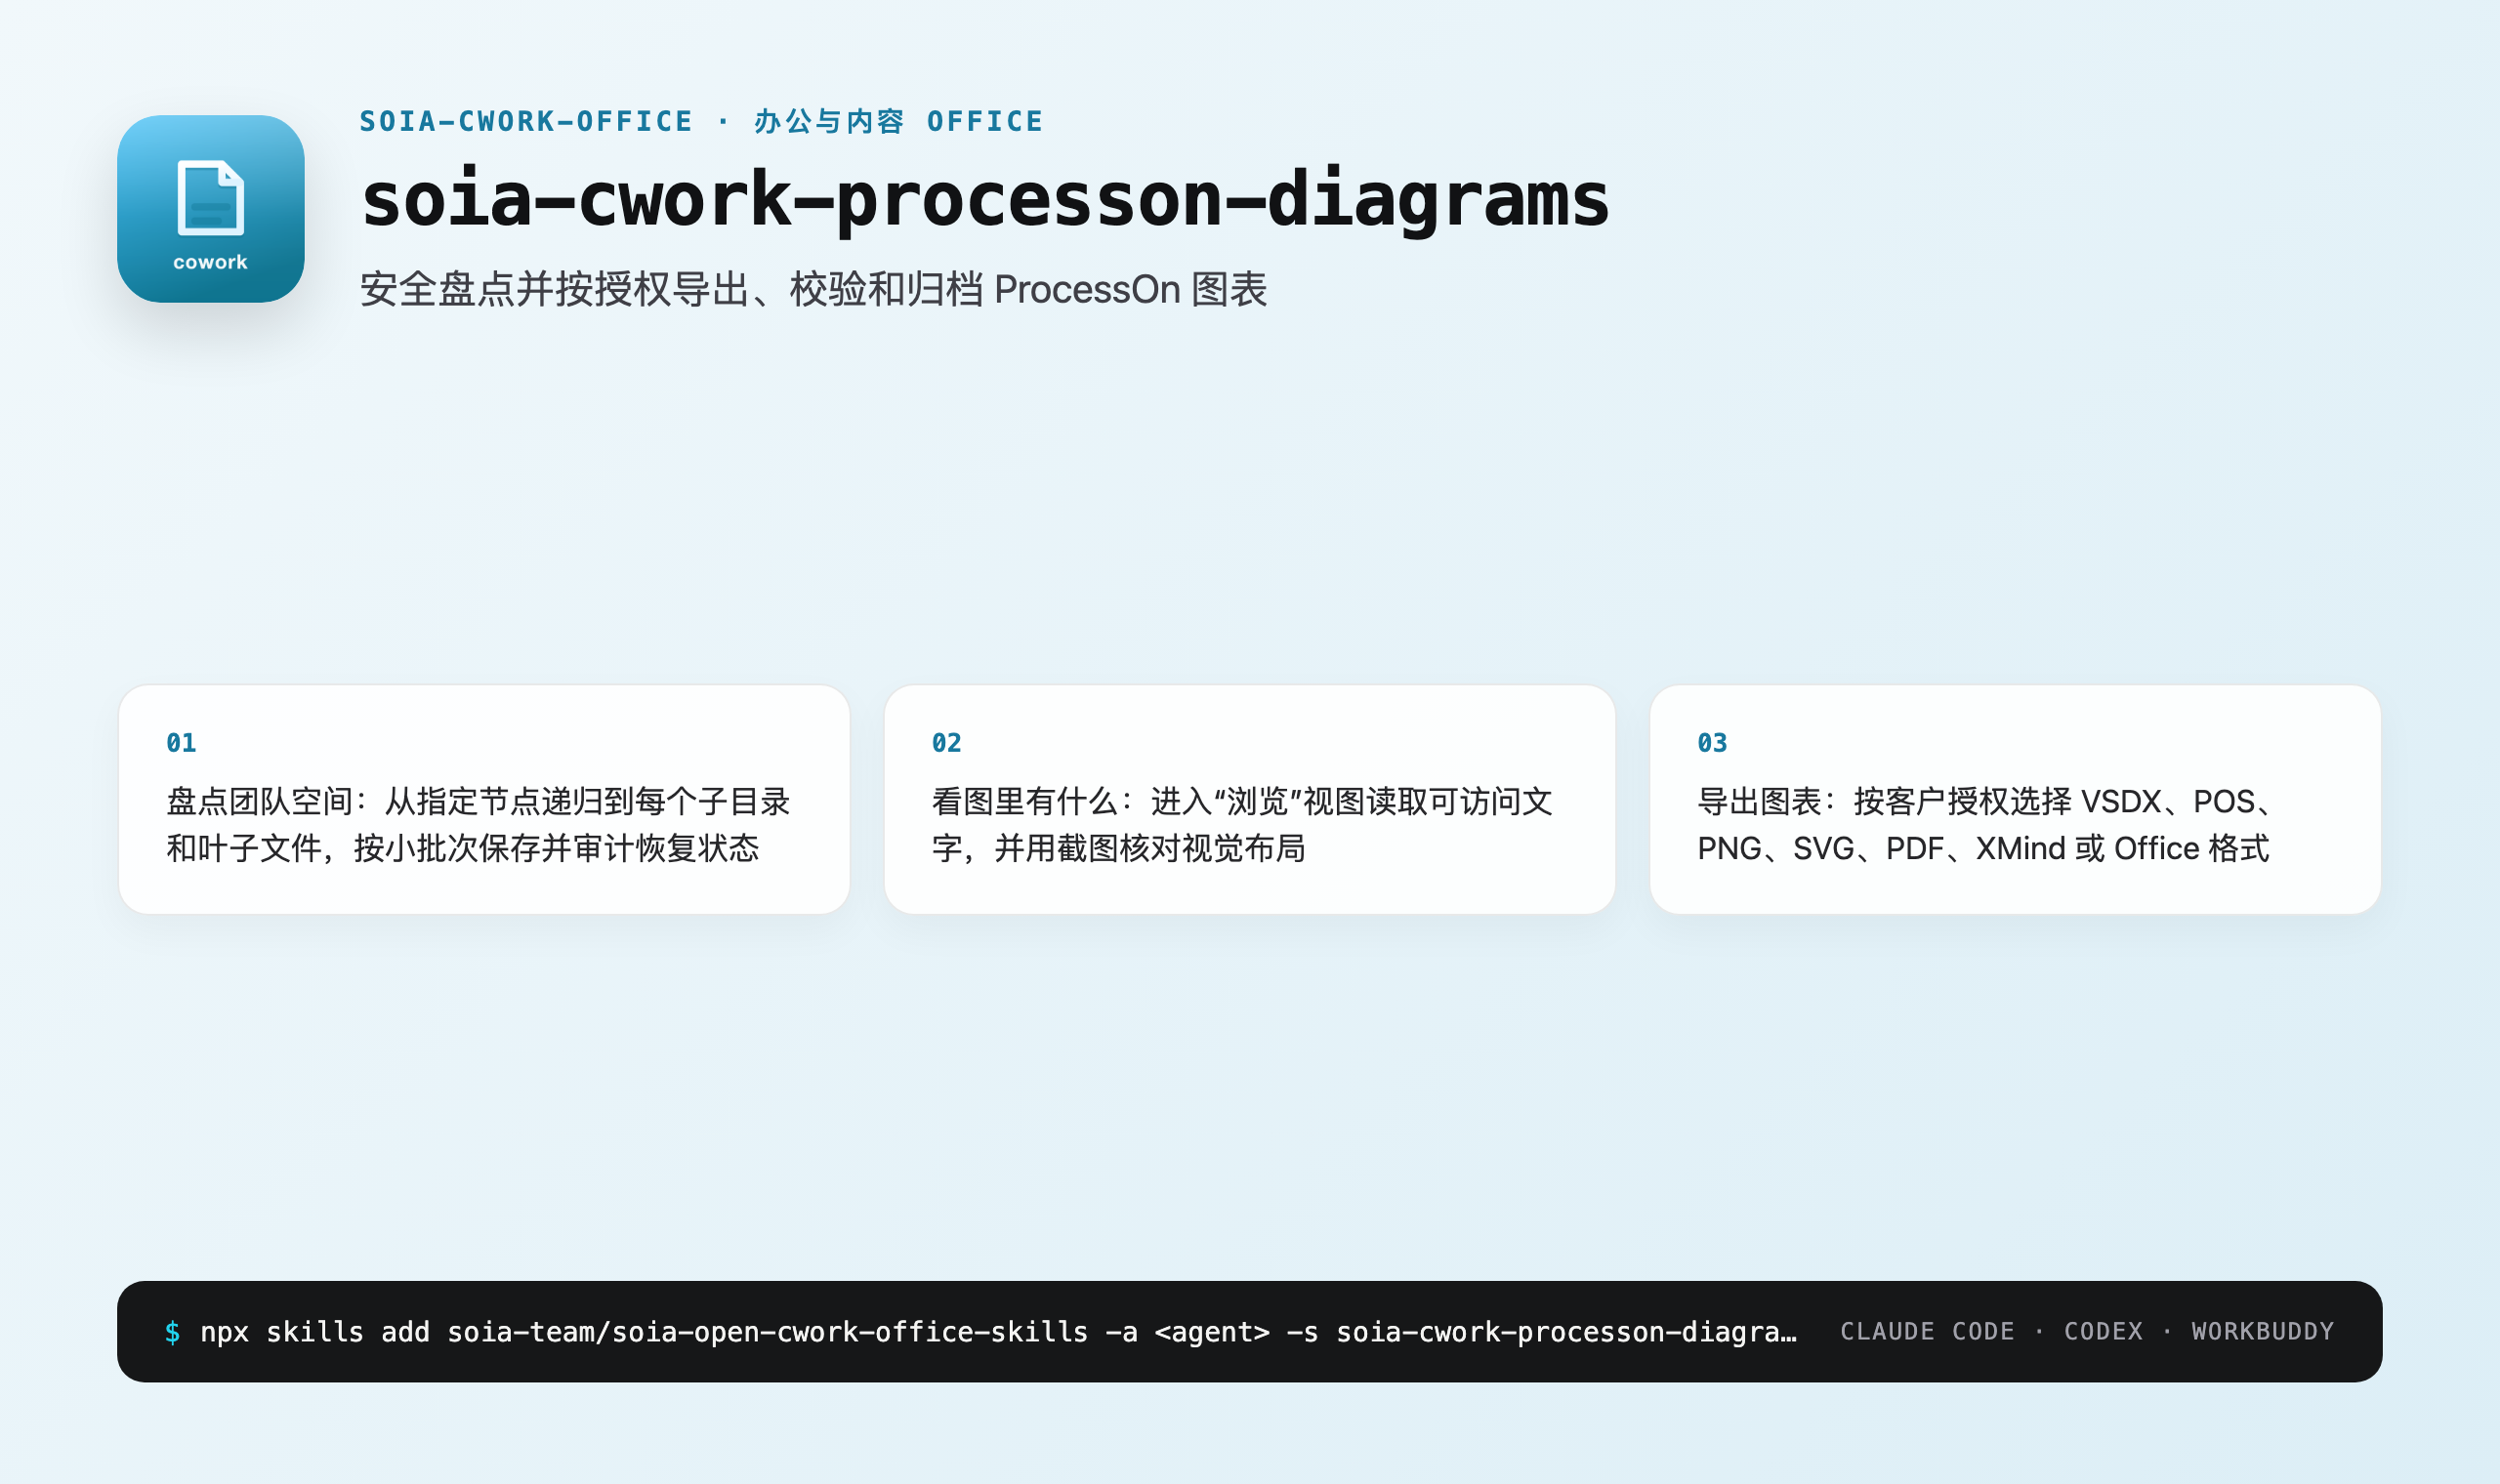 SOIA-CWORK-OFFICE · 办公与内容 OFFICE
soia-cwork-processon-diagrams
cowork
安全盘点并按授权导出、校验和归档 ProcessOn 图表
01
盘点团队空间：从指定节点递归到每个子目录
和叶子文件，按小批次保存并审计恢复状态
02
看图里有什么：进入“浏览”视图读取可访问文
字，并用截图核对视觉布局
03
导出图表：按客户授权选择 VSDX、POS、
PNG、SVG、PDF、XMind 或 Office 格式
$ npx skills add soia-team/soia-open-cwork-office-skills -a <agent> -s soia-cwork-processon-diagra… CLAUDE CODE · CODEX · WORKBUDDY